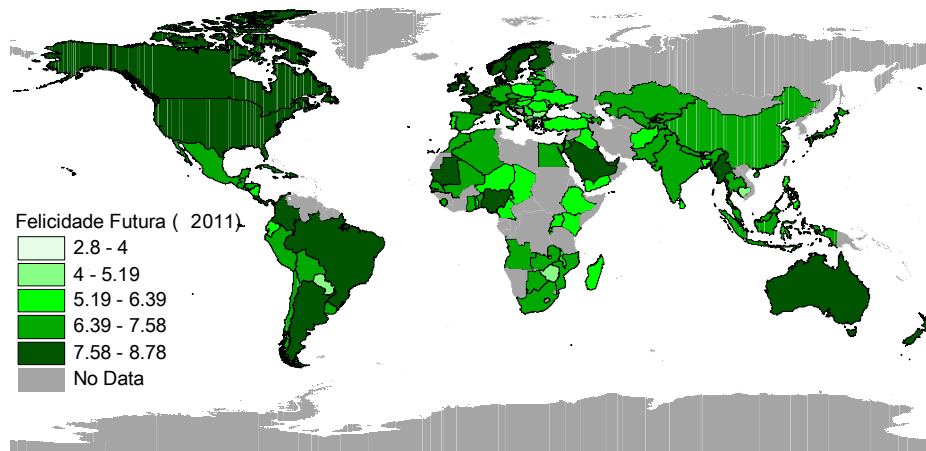 Felicidade Futura ( 2011)
2.8 - 4
4 - 5.19
5.19 - 6.39
6.39 - 7.58
7.58 - 8.78
No Data